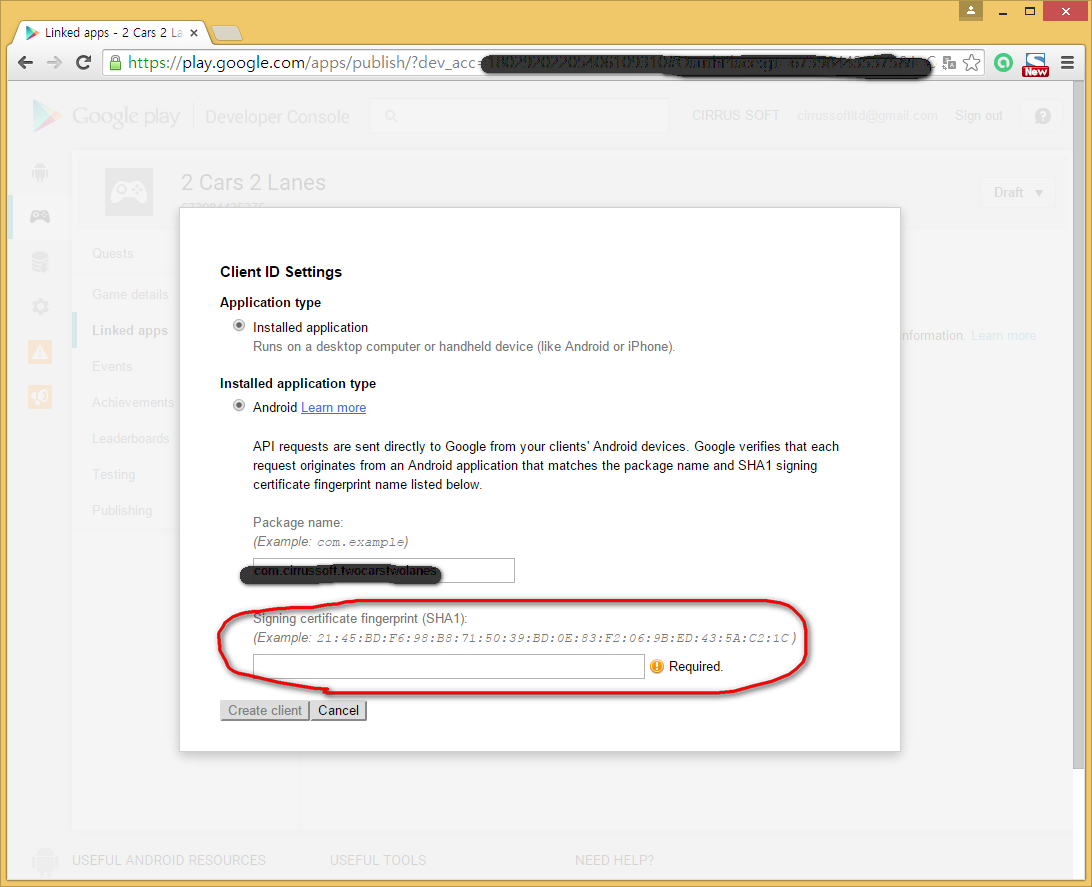 Linked apps - 2 Cars 2 La
https://play.google.com/apps/publish/?dev_acc=
New
Google play Developer Console
CIRRUS SOFT cirrussoftltd@gmail.com Sign out
2 Cars 2 Lanes
Draft
Quests
Game details
Linked apps
nformation. Learn more
Events
Achievements
Leaderboards
Testing
Publishing
Client ID Settings
Application type
Installed application
Runs on a desktop computer or handheld device (like Android or iPhone).
Installed application type
Android Learn more
API requests are sent directly to Google from your clients' Android devices. Google verifies that each
request originates from an Android application that matches the package name and SHA1 signing
certificate fingerprint name listed below.
Package name:
(Example: com.example)
com.cirrussoft.twocarstwolanes
Signing certificate fingerprint (SHA1):
(Example: 21:45:BD:F6:98:B8:71:50:39:BD:0E:83:F2:06:9B:ED:43:5A:C2:1C )
Required.
Create client Cancel
USEFUL ANDROID RESOURCES USEFUL TOOLS NEED HELP?